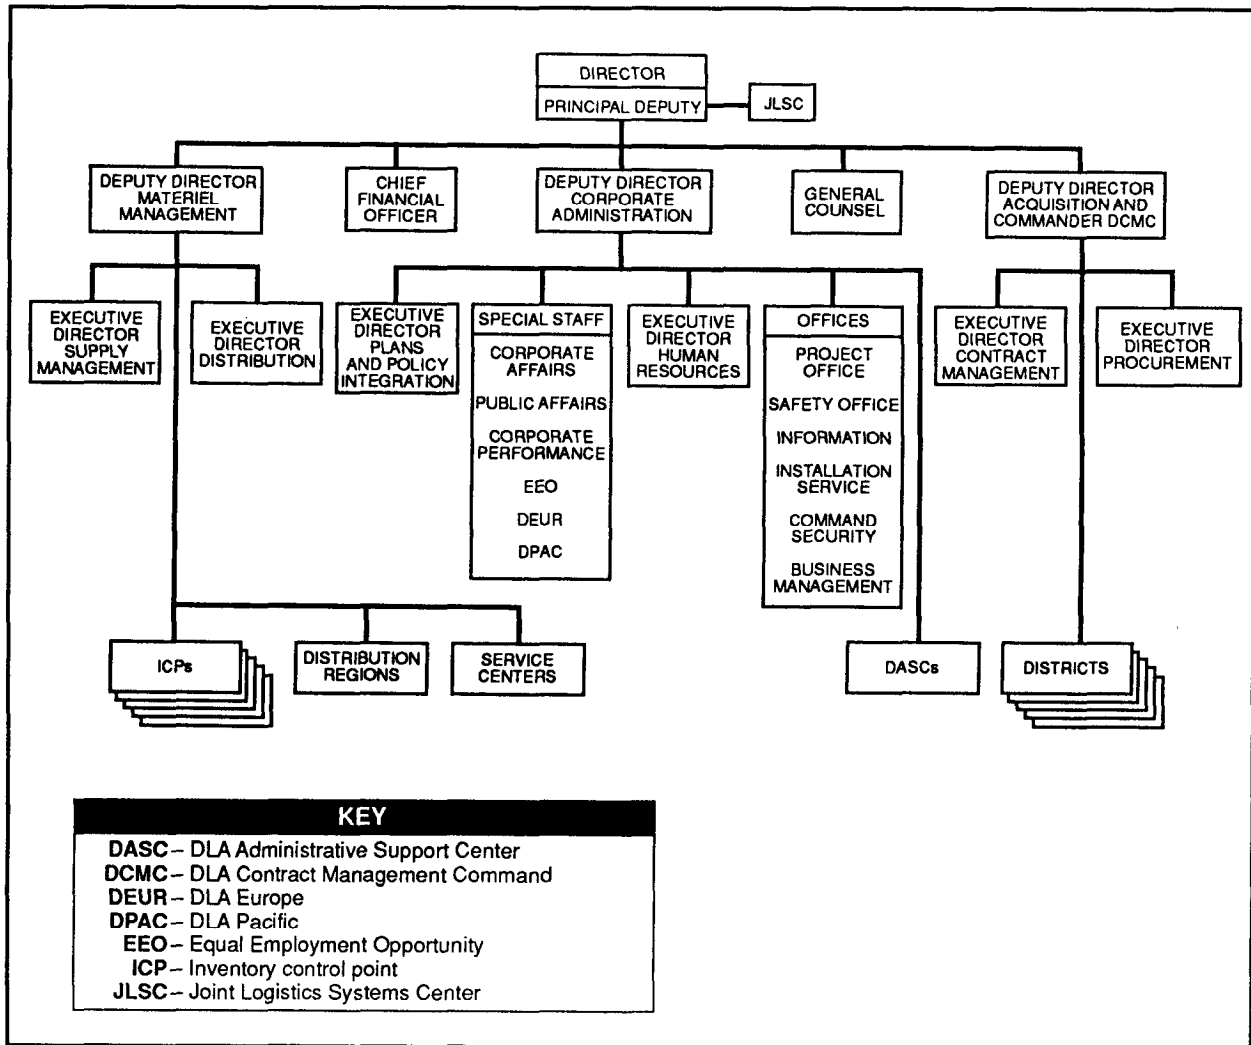 DIRECTOR
PRINCIPAL DEPUTY
JLSC
DEPUTY DIRECTOR
MATERIEL
MANAGEMENT
CHIEF
FINANCIAL
OFFICER
DEPUTY DIRECTOR
CORPORATE
ADMINISTRATION
GENERAL
COUNSEL
DEPUTY DIRECTOR
ACQUISITION AND
COMMANDER DCMC
EXECUTIVE
DIRECTOR
SUPPLY
MANAGEMENT
EXECUTIVE
DIRECTOR
DISTRIBUTION
EXECUTIVE
DIRECTOR
PLANS
AND POLICY
INTEGRATION
SPECIAL STAFF
CORPORATE
AFFAIRS
PUBLIC AFFAIRS
CORPORATE
PERFORMANCE
EEO
DEUR
DPAC
EXECUTIVE
DIRECTOR
HUMAN
RESOURCES
OFFICES
PROJECT
OFFICE
SAFETY OFFICE
INFORMATION
INSTALLATION
SERVICE
COMMAND
SECURITY
BUSINESS
MANAGEMENT
EXECUTIVE
DIRECTOR
CONTRACT
MANAGEMENT
EXECUTIVE
DIRECTOR
PROCUREMENT
ICPs
DISTRIBUTION
REGIONS
SERVICE
CENTERS
DASCs
DISTRICTS
KEY
DASC – DLA Administrative Support Center
DCMC – DLA Contract Management Command
DEUR – DLA Europe
DPAC – DLA Pacific
EEO – Equal Employment Opportunity
ICP – Inventory control point
JLSC – Joint Logistics Systems Center